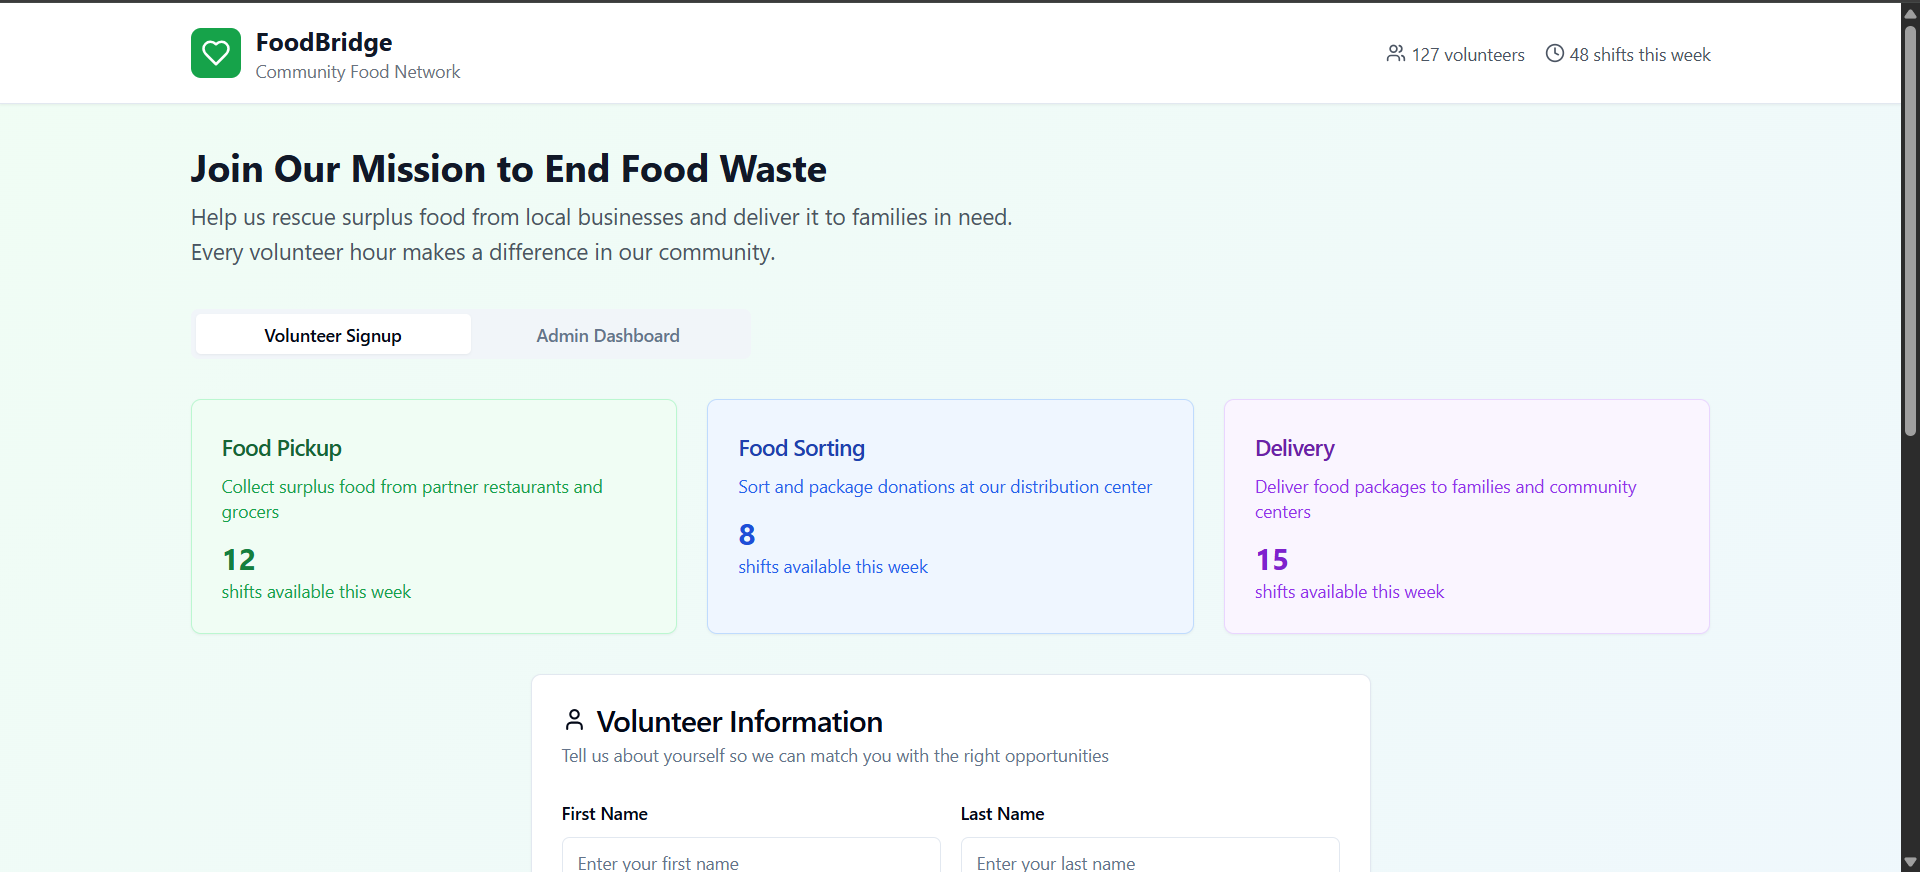 FoodBridge
Community Food Network
127 volunteers
48 shifts this week
Join Our Mission to End Food Waste
Help us rescue surplus food from local businesses and deliver it to families in need.
Every volunteer hour makes a difference in our community.
Volunteer Signup
Admin Dashboard
Food Pickup
Collect surplus food from partner restaurants and
grocers
12
shifts available this week
Food Sorting
Sort and package donations at our distribution center
8
shifts available this week
Delivery
Deliver food packages to families and community
centers
15
shifts available this week
Volunteer Information
Tell us about yourself so we can match you with the right opportunities
First Name
Last Name
Enter your first name
Enter your last name